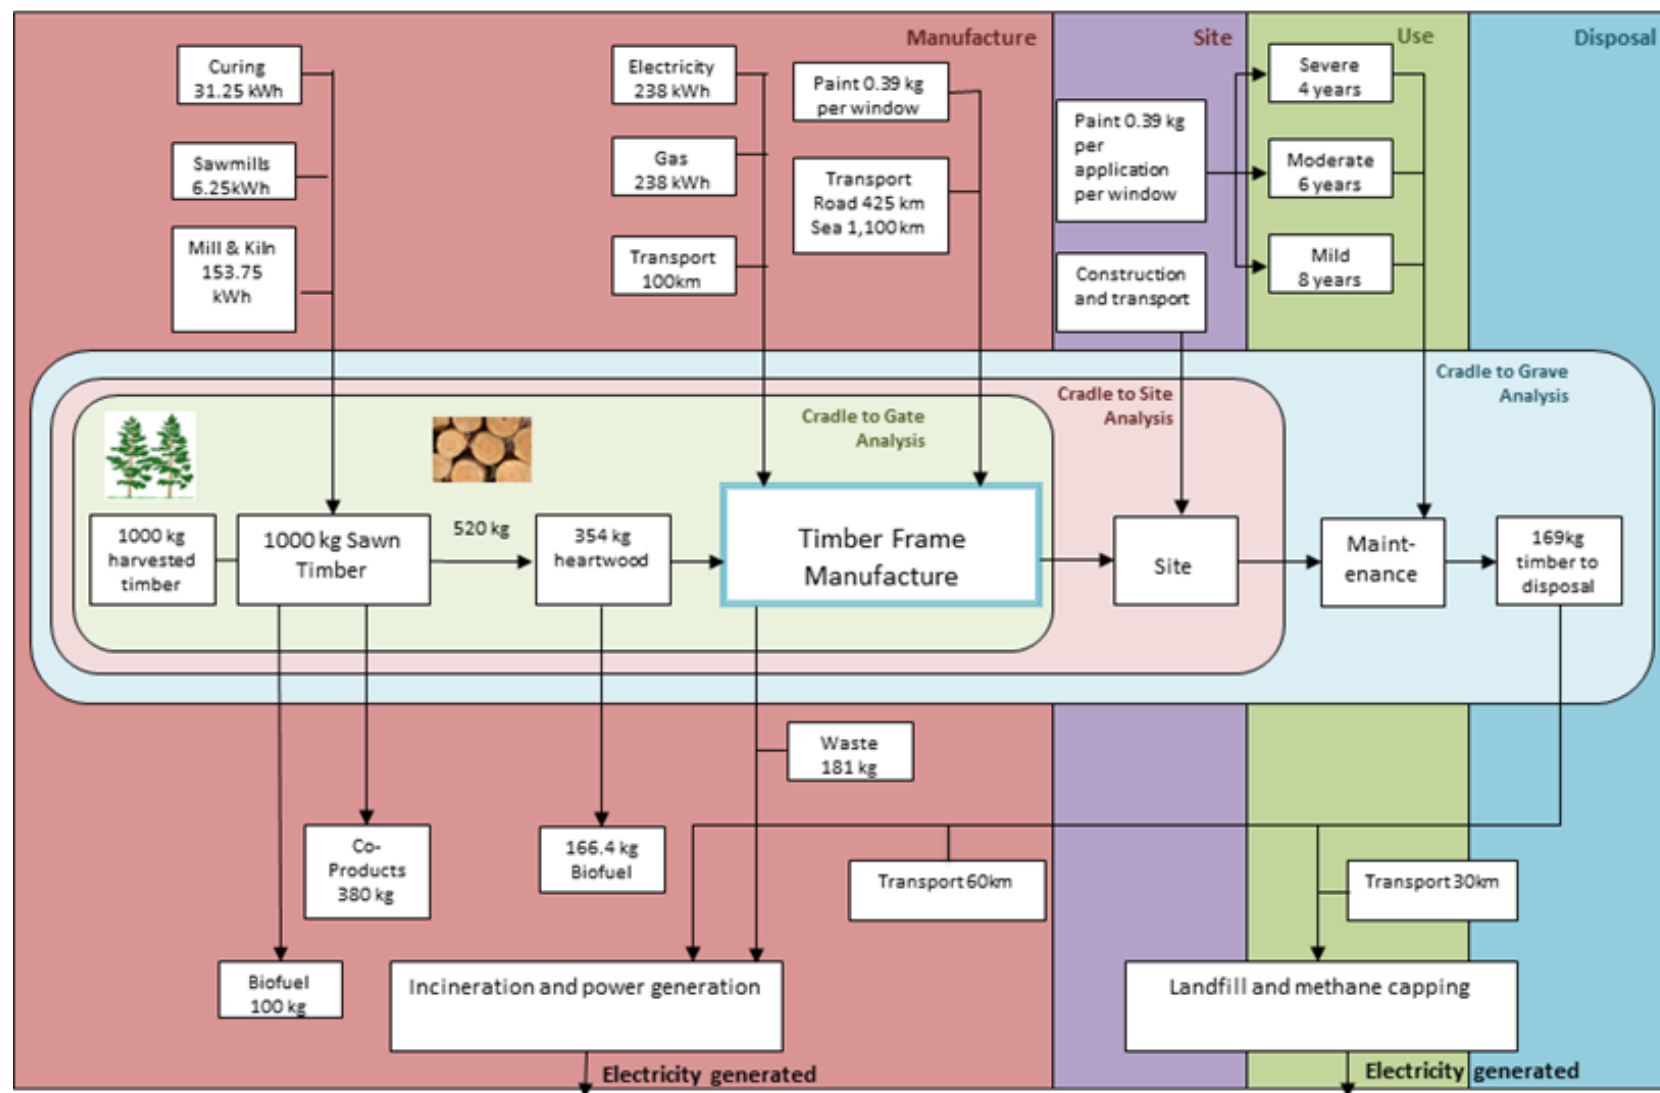 Manufacture
Site
Use
Disposal
Curing
31.25 kWh
Sawmills
6.25kWh
Mill & Kiln
153.75
kWh
Electricity
238 kWh
Gas
238 kWh
Transport
100km
Paint 0.39 kg
per window
Transport
Road 425 km
Sea 1,100km
Paint 0.39 kg
per
application
per window
Construction
and transport
Severe
4 years
Moderate
6 years
Mild
8 years
Cradle to Gate
Analysis
Cradle to Site
Analysis
Cradle to Grave
Analysis
1000 kg
harvested
timber
1000 kg Sawn
Timber
520 kg
354 kg
heartwood
Timber Frame
Manufacture
Site
Maint-
enance
169kg
timber to
disposal
Waste
181 kg
Co-
Products
380 kg
166.4 kg
Biofuel
Transport 60km
Transport 30km
Biofuel
100 kg
Incineration and power generation
Landfill and methane capping
Electricity generated
Electricity generated